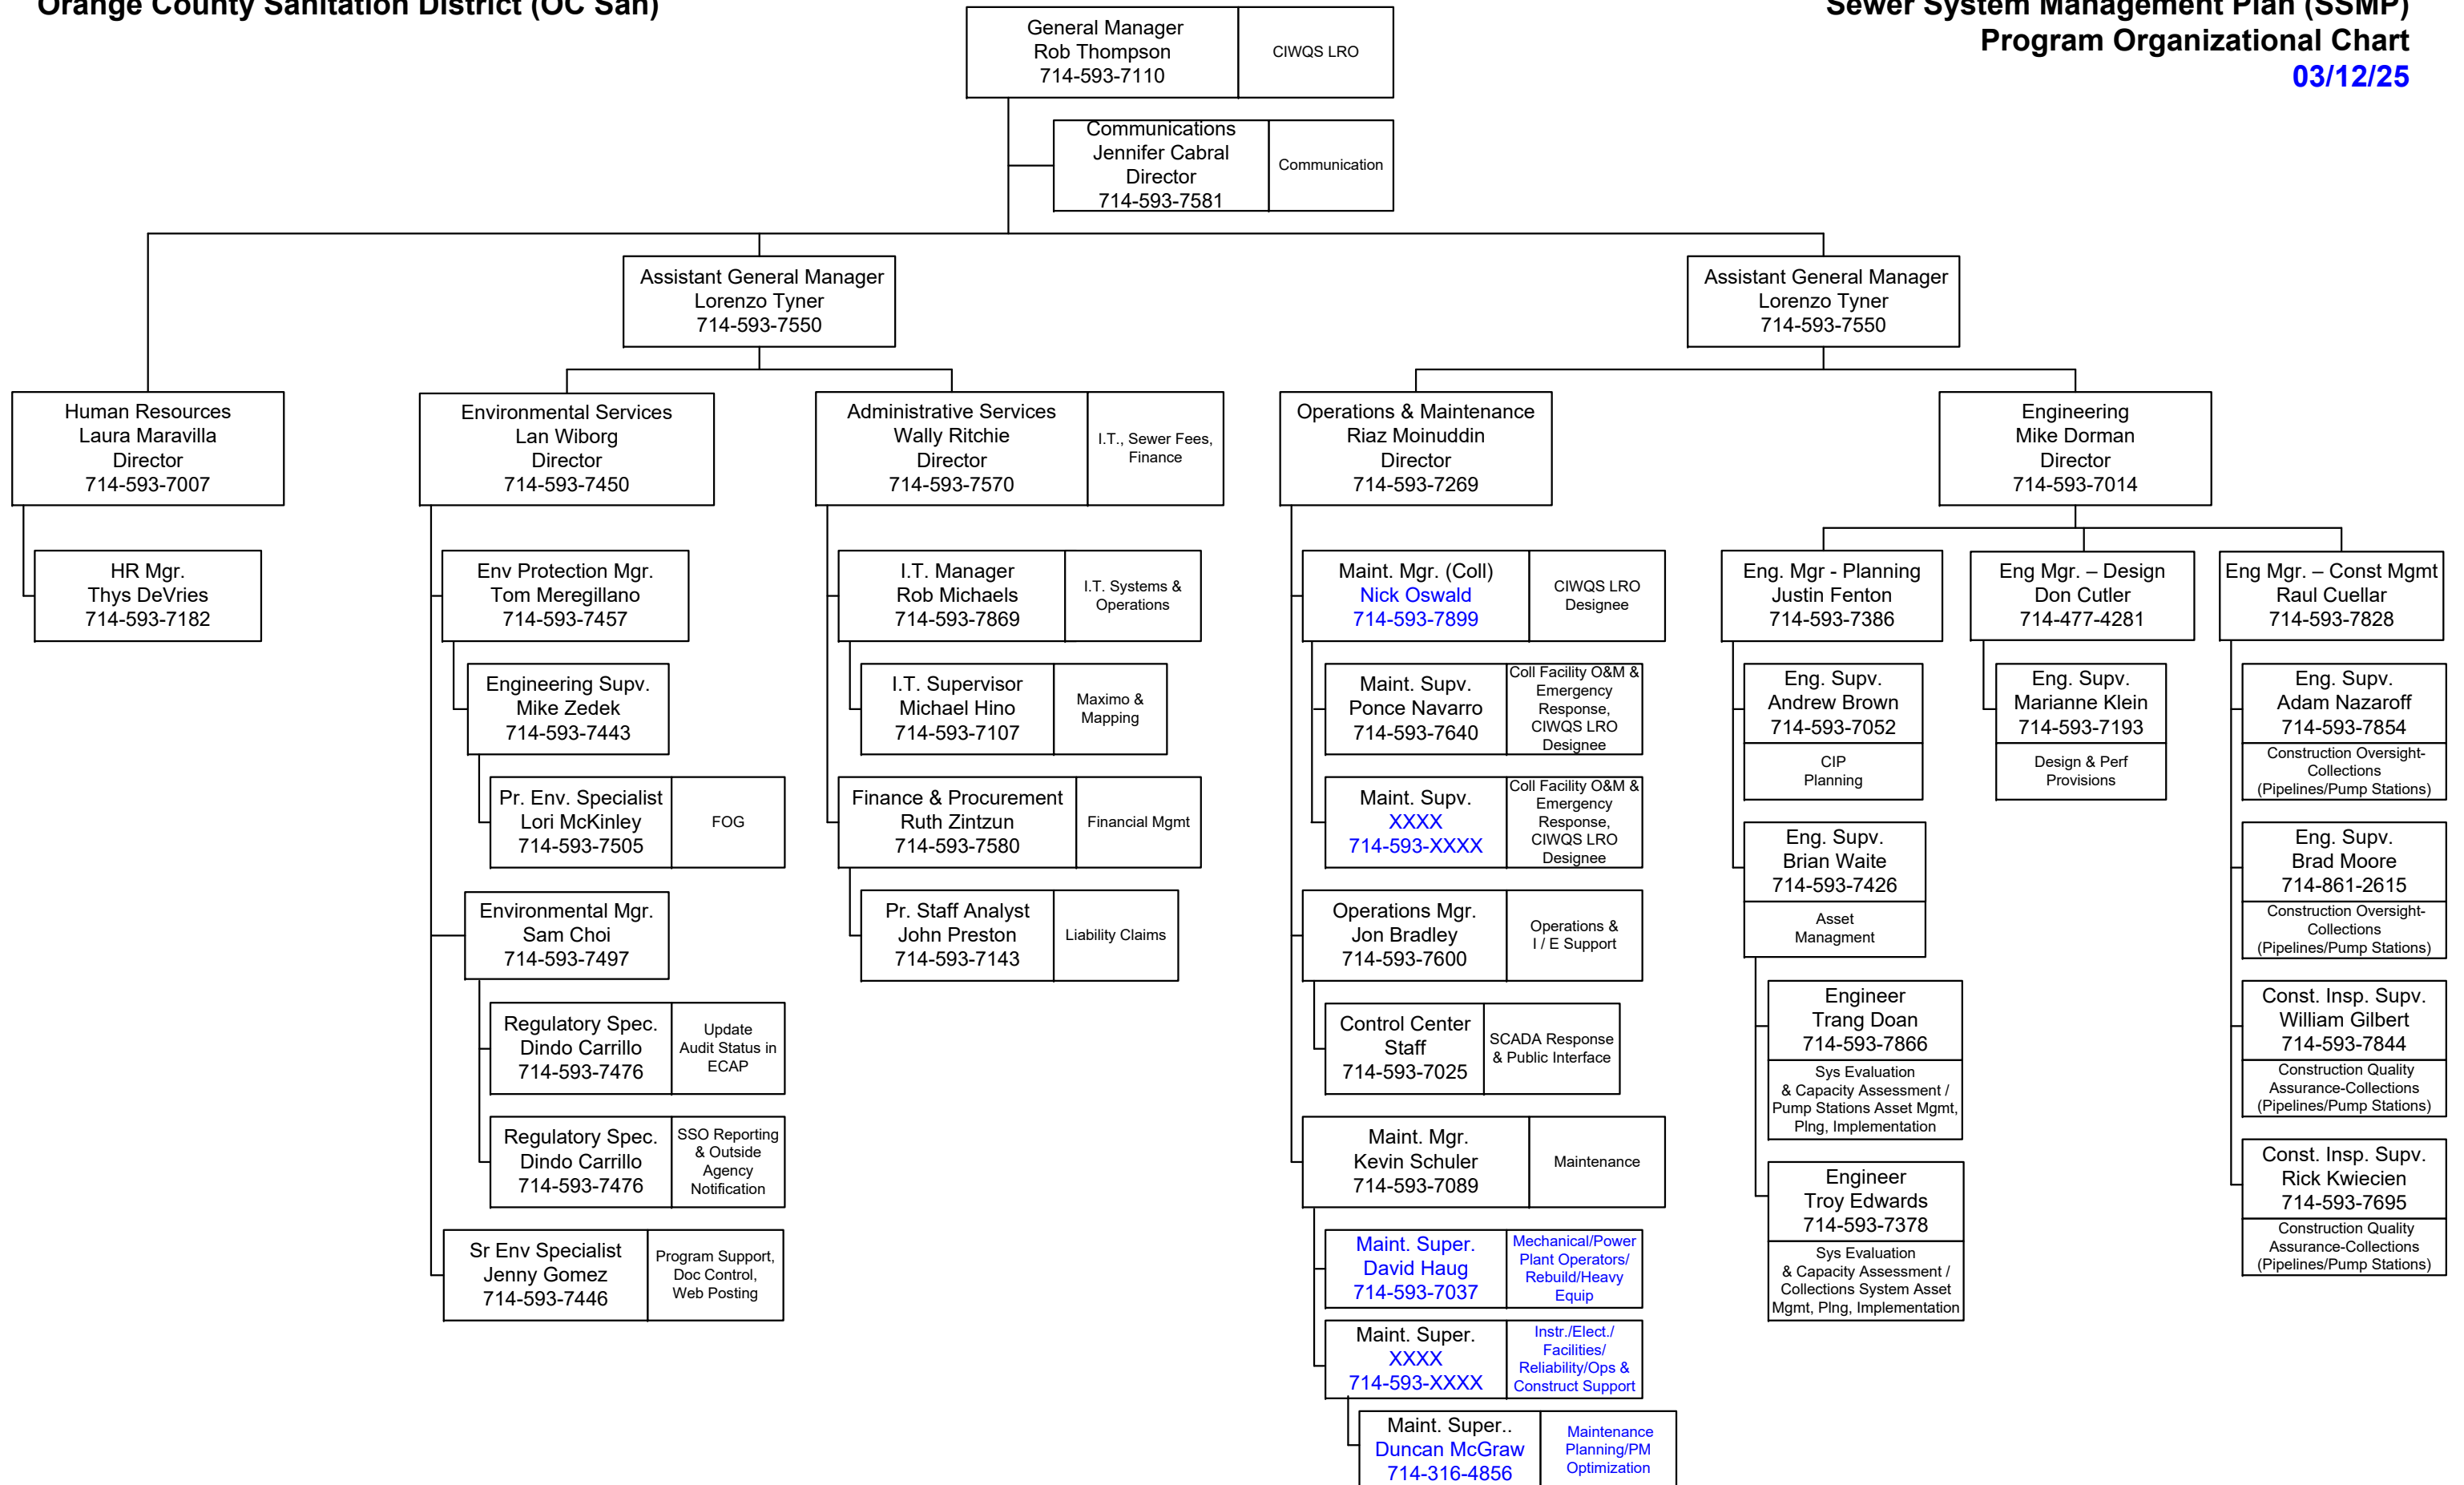 Orange County Sanitation District (OC San)
Sewer System Management Plan (SSMP)
Program Organizational Chart
03/12/25
General Manager
Rob Thompson
714-593-7110
CIWQS LRO
Communications
Jennifer Cabral
Director
714-593-7581
Communication
Assistant General Manager
Lorenzo Tyner
714-593-7550
Assistant General Manager
Lorenzo Tyner
714-593-7550
Human Resources
Laura Maravilla
Director
714-593-7007
HR Mgr.
Thys DeVries
714-593-7182
Environmental Services
Lan Wiborg
Director
714-593-7450
Env Protection Mgr.
Tom Meregillano
714-593-7457
Engineering Supv.
Mike Zedek
714-593-7443
Pr. Env. Specialist
Lori McKinley
714-593-7505
FOG
Environmental Mgr.
Sam Choi
714-593-7497
Regulatory Spec.
Dindo Carrillo
714-593-7476
Update
Audit Status in
ECAP
Regulatory Spec.
Dindo Carrillo
714-593-7476
SSO Reporting
& Outside
Agency
Notification
Sr Env Specialist
Jenny Gomez
714-593-7446
Program Support,
Doc Control,
Web Posting
Administrative Services
Wally Ritchie
Director
714-593-7570
I.T., Sewer Fees,
Finance
I.T. Manager
Rob Michaels
714-593-7869
I.T. Systems &
Operations
I.T. Supervisor
Michael Hino
714-593-7107
Maximo &
Mapping
Finance & Procurement
Ruth Zintzun
714-593-7580
Financial Mgmt
Pr. Staff Analyst
John Preston
714-593-7143
Liability Claims
Operations & Maintenance
Riaz Moinuddin
Director
714-593-7269
Maint. Mgr. (Coll)
Nick Oswald
714-593-7899
CIWQS LRO
Designee
Maint. Supv.
Ponce Navarro
714-593-7640
Coll Facility O&M &
Emergency
Response,
CIWQS LRO
Designee
Maint. Supv.
XXXX
714-593-XXXX
Coll Facility O&M &
Emergency
Response,
CIWQS LRO
Designee
Operations Mgr.
Jon Bradley
714-593-7600
Operations &
I / E Support
Control Center
Staff
714-593-7025
SCADA Response
& Public Interface
Maint. Mgr.
Kevin Schuler
714-593-7089
Maintenance
Maint. Super.
David Haug
714-593-7037
Mechanical/Power
Plant Operators/
Rebuild/Heavy
Equip
Maint. Super.
XXXX
714-593-XXXX
Instr./Elect./
Facilities/
Reliability/Ops &
Construct Support
Maint. Super..
Duncan McGraw
714-316-4856
Maintenance
Planning/PM
Optimization
Engineering
Mike Dorman
Director
714-593-7014
Eng. Mgr - Planning
Justin Fenton
714-593-7386
Eng. Supv.
Andrew Brown
714-593-7052
CIP
Planning
Eng. Supv.
Brian Waite
714-593-7426
Asset
Managment
Engineer
Trang Doan
714-593-7866
Sys Evaluation
& Capacity Assessment /
Pump Stations Asset Mgmt,
Plng, Implementation
Engineer
Troy Edwards
714-593-7378
Sys Evaluation
& Capacity Assessment /
Collections System Asset
Mgmt, Plng, Implementation
Eng Mgr. – Design
Don Cutler
714-477-4281
Eng. Supv.
Marianne Klein
714-593-7193
Design & Perf
Provisions
Eng Mgr. – Const Mgmt
Raul Cuellar
714-593-7828
Eng. Supv.
Adam Nazaroff
714-593-7854
Construction Oversight-
Collections
(Pipelines/Pump Stations)
Eng. Supv.
Brad Moore
714-861-2615
Construction Oversight-
Collections
(Pipelines/Pump Stations)
Const. Insp. Supv.
William Gilbert
714-593-7844
Construction Quality
Assurance-Collections
(Pipelines/Pump Stations)
Const. Insp. Supv.
Rick Kwiecien
714-593-7695
Construction Quality
Assurance-Collections
(Pipelines/Pump Stations)